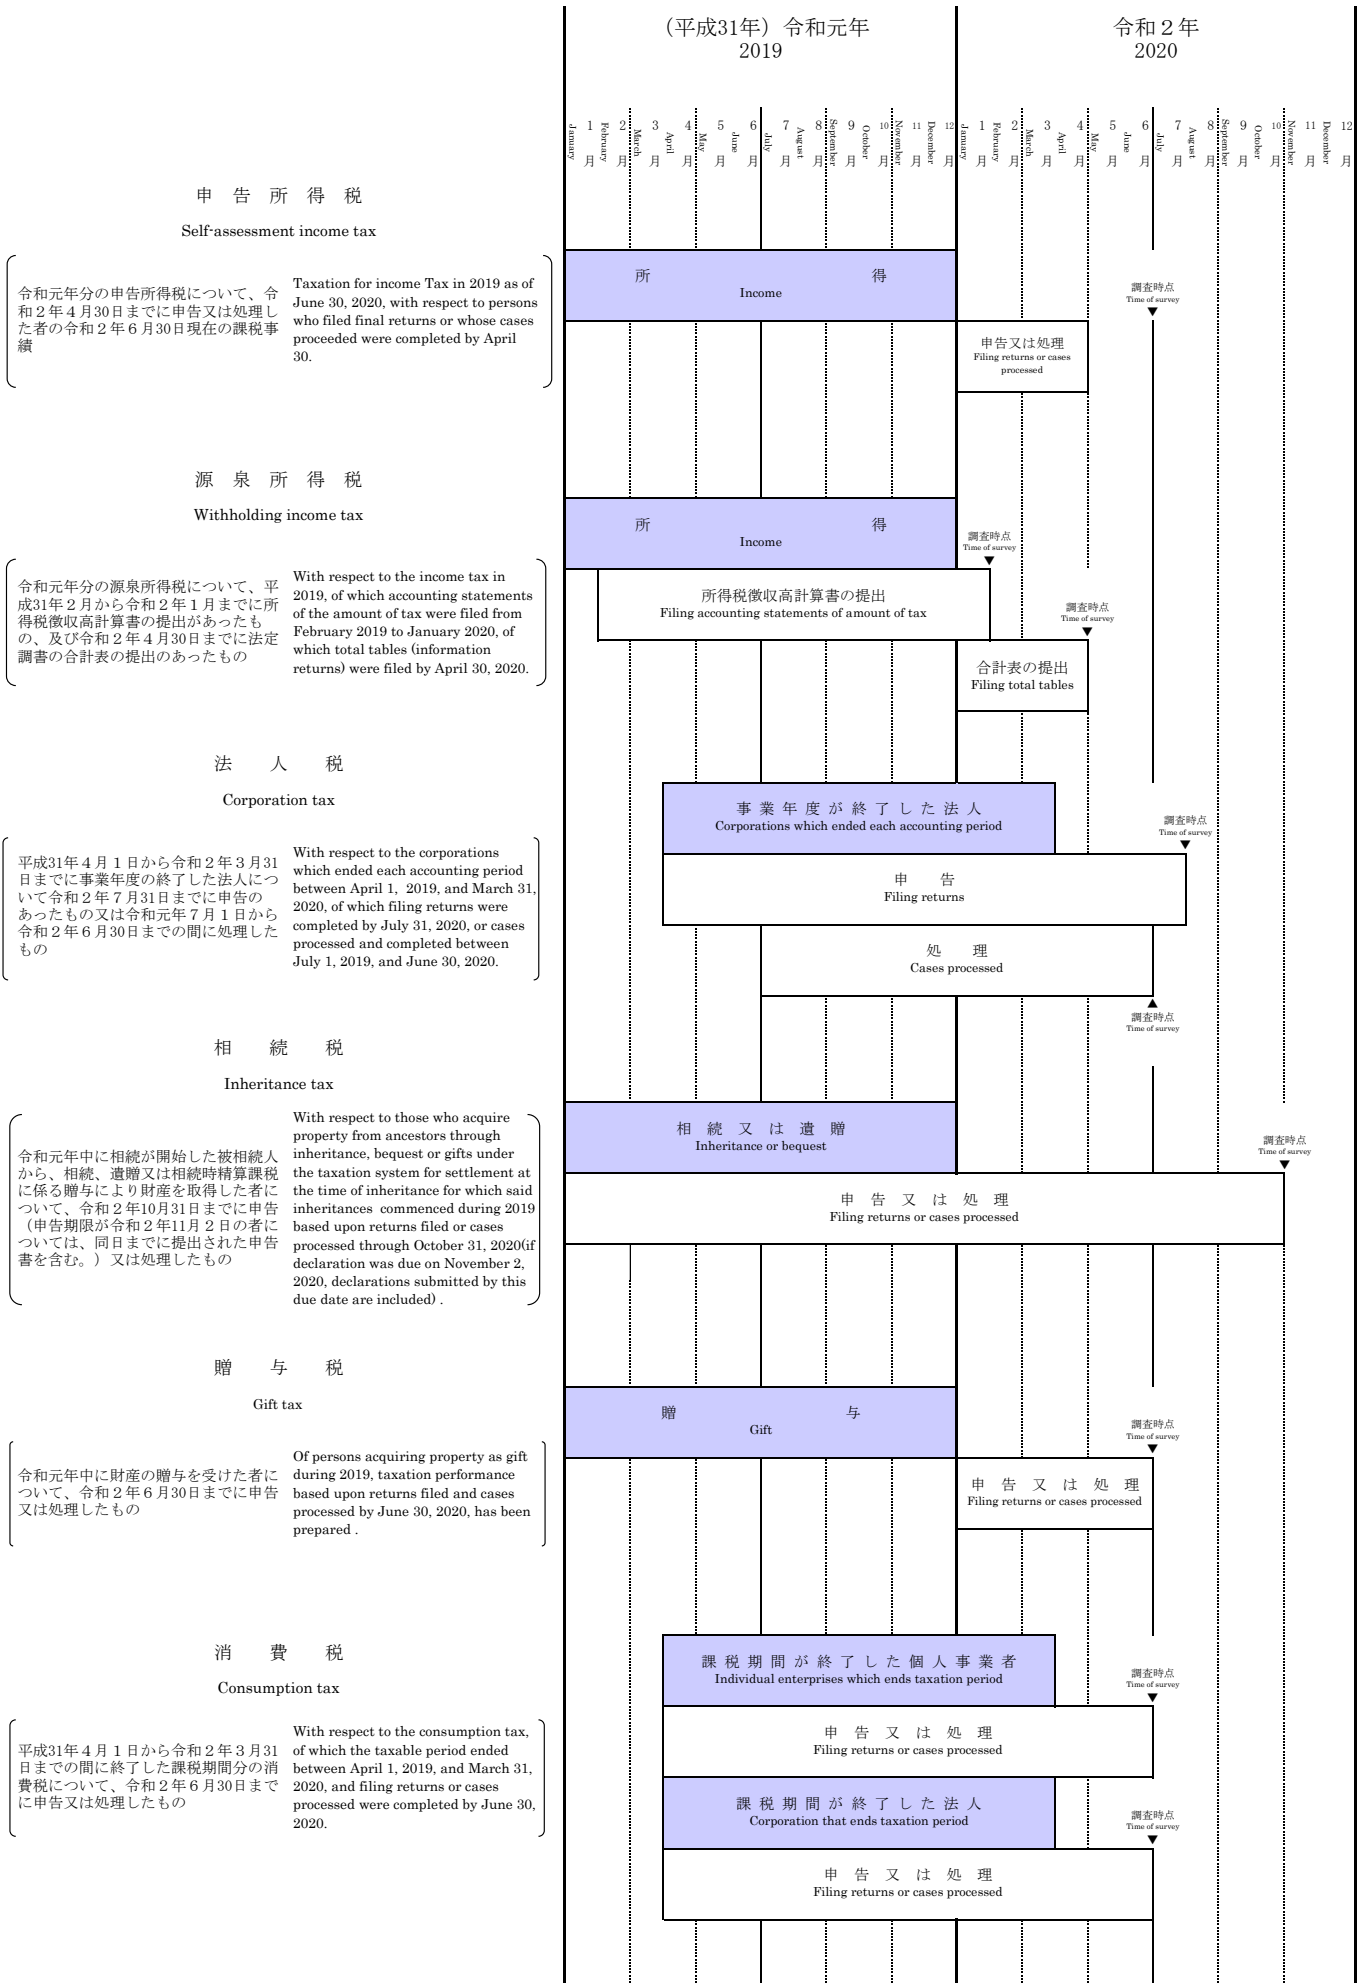 (平成31年) 令和元年
2019
令和２年
2020
January
1月
February
2月
March
3月
April
4月
May
5月
June
6月
July
7月
August
8月
September
9月
October
10月
November
11月
December
12月
January
1月
February
2月
March
3月
April
4月
May
5月
June
6月
July
7月
August
8月
September
9月
October
10月
November
11月
December
12月
申　告　所　得　税
Self-assessment income tax
令和元年分の申告所得税について、令
和２年４月30日までに申告又は処理し
た者の令和２年６月30日現在の課税事
績
Taxation for income Tax in 2019 as of
June 30, 2020, with respect to persons
who filed final returns or whose cases
proceeded were completed by April
30.
所　得
Income
調査時点
Time of survey
▼
申告又は処理
Filing returns or cases
processed
源　泉　所　得　税
Withholding income tax
令和元年分の源泉所得税について、平
成31年２月から令和２年１月までに所
得税徴収高計算書の提出があったも
の、及び令和２年４月30日までに法定
調書の合計表の提出のあったもの
With respect to the income tax in
2019, of which accounting statements
of the amount of tax were filed from
February 2019 to January 2020, of
which total tables (information
returns) were filed by April 30, 2020.
所　得
Income
調査時点
Time of survey
▼
所得税徴収高計算書の提出
Filing accounting statements of amount of tax
調査時点
Time of survey
▼
合計表の提出
Filing total tables
法　人　税
Corporation tax
平成31年４月１日から令和２年３月31
日までに事業年度の終了した法人につ
いて令和２年７月31日までに申告の
あったもの又は令和元年７月１日から
令和２年６月30日までの間に処理した
もの
With respect to the corporations
which ended each accounting period
between April 1, 2019, and March 31,
2020, of which filing returns were
completed by July 31, 2020, or cases
processed and completed between
July 1, 2019, and June 30, 2020.
事 業 年 度 が 終 了 し た 法 人
Corporations which ended each accounting period
調査時点
Time of survey
▼
申　告
Filing returns
処　理
Cases processed
▲
調査時点
Time of survey
相　続　税
Inheritance tax
令和元年中に相続が開始した被相続人
から、相続、遺贈又は相続時精算課税
に係る贈与により財産を取得した者に
ついて、令和２年10月31日までに申告
（申告期限が令和２年11月２日の者に
ついては、同日までに提出された申告
書を含む。）又は処理したもの
With respect to those who acquire
property from ancestors through
inheritance, bequest or gifts under
the taxation system for settlement at
the time of inheritance for which said
inheritances commenced during 2019
based upon returns filed or cases
processed through October 31, 2020(if
declaration was due on November 2,
2020, declarations submitted by this
due date are included) .
相 続 又 は 遺 贈
Inheritance or bequest
調査時点
Time of survey
▼
申 告 又 は 処 理
Filing returns or cases processed
贈　与　税
Gift tax
令和元年中に財産の贈与を受けた者に
ついて、令和２年６月30日までに申告
又は処理したもの
Of persons acquiring property as gift
during 2019, taxation performance
based upon returns filed and cases
processed by June 30, 2020, has been
prepared .
贈　与
Gift
調査時点
Time of survey
▼
申 告 又 は 処 理
Filing returns or cases processed
消　費　税
Consumption tax
平成31年４月１日から令和２年３月31
日までの間に終了した課税期間分の消
費税について、令和２年６月30日まで
に申告又は処理したもの
With respect to the consumption tax,
of which the taxable period ended
between April 1, 2019, and March 31,
2020, and filing returns or cases
processed were completed by June 30,
2020.
課 税 期 間 が 終 了 し た 個 人 事 業 者
Individual enterprises which ends taxation period
調査時点
Time of survey
▼
申 告 又 は 処 理
Filing returns or cases processed
課 税 期 間 が 終 了 し た 法 人
Corporation that ends taxation period
調査時点
Time of survey
▼
申 告 又 は 処 理
Filing returns or cases processed